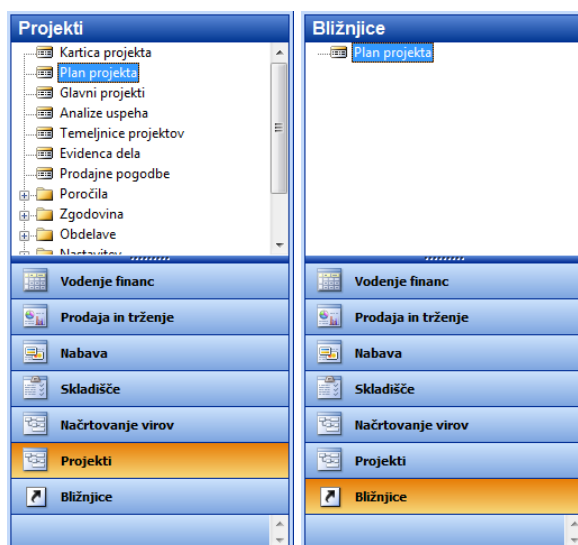 Projekti
Kartica projekta
Plan projekta
Glavni projekti
Analize uspeha
Temeljnice projektov
Evidenca dela
Prodajne pogodbe
Poročila
Zgodovina
Obdelave
Nastavitev
Vodenje financ
Prodaja in trženje
Nabava
Skladišče
Načrtovanje virov
Projekti
Bližnjice
Bližnjice
Plan projekta
Vodenje financ
Prodaja in trženje
Nabava
Skladišče
Načrtovanje virov
Projekti
Bližnjice